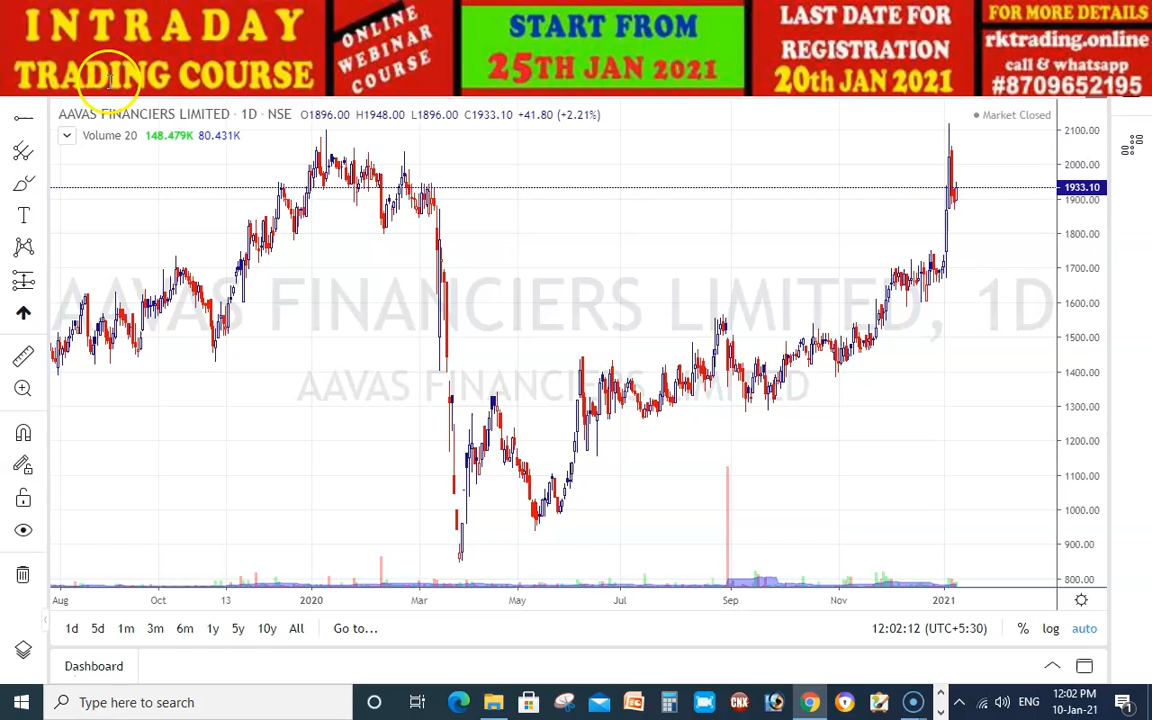 INTRADAY
TRADING COURSE
ONLINE
WEBINAR
COURSE
START FROM
25TH JAN 2021
LAST DATE FOR
REGISTRATION
20th JAN 2021
FOR MORE DETAILS
rktrading.online
call & whatsapp
#8709652195
AAVAS FINANCIERS LIMITED · 1D · NSE O1896.00 H1948.00 L1896.00 C1933.10 +41.80 (+2.21%)
Market Closed
Volume 20 148.479K 80.431K
2100.00
2000.00
1933.10
1900.00
1800.00
1700.00
1600.00
1500.00
1400.00
1300.00
1200.00
1100.00
1000.00
900.00
800.00
AAVAS FINANCIERS LIMITED, 1D
AAVAS FINANCIERS LIMITED
Aug Oct 13 2020 Mar May Jul Sep Nov 2021
1d 5d 1m 3m 6m 1y 5y 10y All Go to... 12:02:12 (UTC+5:30) % log auto
Dashboard
Type here to search
CNX
ENG
12:02 PM
10-Jan-21
1